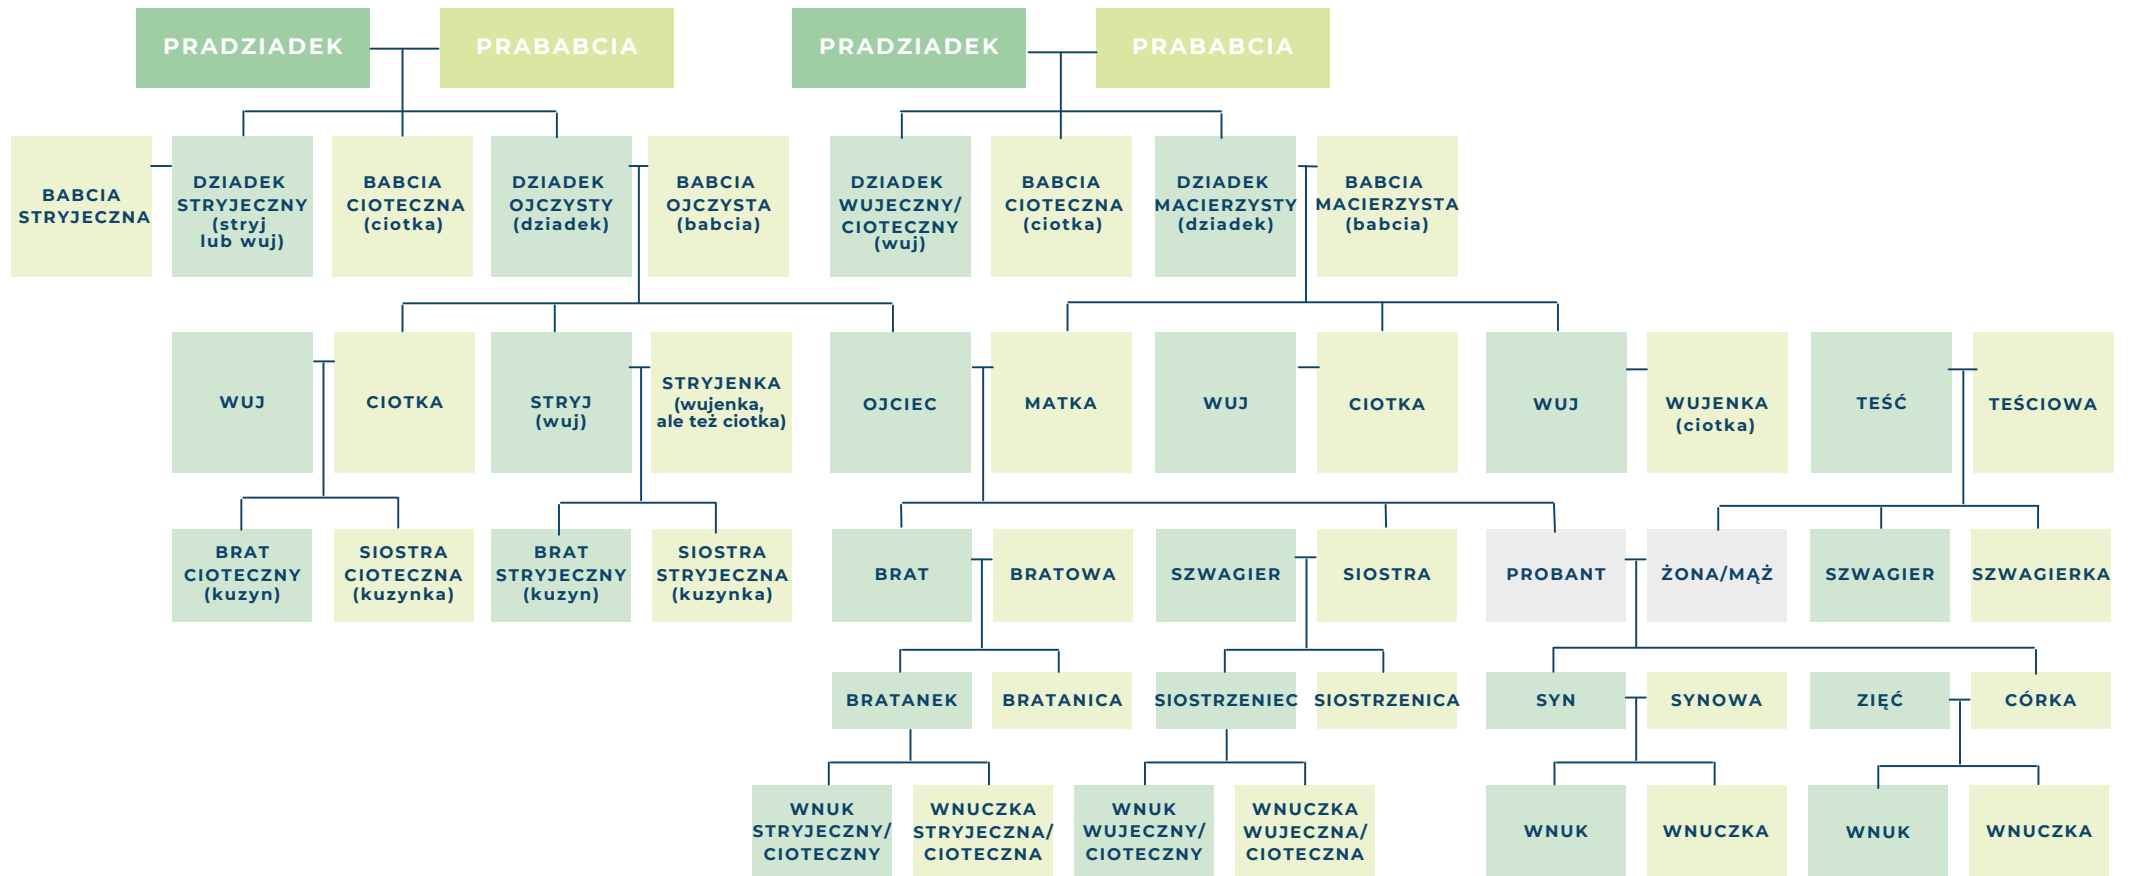 PRADZIADEK
PRABABCIA
PRADZIADEK
PRABABCIA
BABCIA
STRYJECZNA
DZIADEK
STRYJECZNY
(stryj
lub wuj)
BABCIA
CIOTECZNA
(ciotka)
DZIADEK
OJCZYSTY
(dziadek)
BABCIA
OJCZYSTA
(babcia)
DZIADEK
WUJECZNY/
CIOTECZNY
(wuj)
BABCIA
CIOTECZNA
(ciotka)
DZIADEK
MACIERZYSTY
(dziadek)
BABCIA
MACIERZYSTA
(babcia)
WUJ
CIOTKA
STRYJ
(wuj)
STRYJENKA
(wujenka,
ale też ciotka)
OJCIEC
MATKA
WUJ
CIOTKA
WUJ
WUJENKA
(ciotka)
TEŚĆ
TEŚCIOWA
BRAT
CIOTECZNY
(kuzyn)
SIOSTRA
CIOTECZNA
(kuzynka)
BRAT
STRYJECZNY
(kuzyn)
SIOSTRA
STRYJECZNA
(kuzynka)
BRAT
BRATOWA
SZWAGIER
SIOSTRA
PROBANT
ŻONA/MĄŻ
SZWAGIER
SZWAGIERKA
BRATANEK
BRATANICA
SIOSTRZENIEC
SIOSTRZENICA
SYN
SYNOWA
ZIĘĆ
CÓRKA
WNUK
STRYJECZNY/
CIOTECZNY
WNUCZKA
STRYJECZNA/
CIOTECZNA
WNUK
WUJECZNY/
CIOTECZNY
WNUCZKA
WUJECZNA/
CIOTECZNA
WNUK
WNUCZKA
WNUK
WNUCZKA